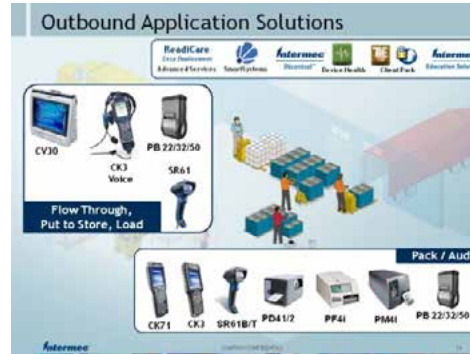 Outbound Application Solutions
ReadiCare
Advanced Services
SmartSystems
Intermec
Device Health
Client Pack
Intermec
CV30
CK3
Voice
PB 22/32/50
SR61
Flow Through,
Put to Store, Load
Pack / Aud
CK71
CK3
SR61B/T
PD41/2
PF4i
PM4i
PB 22/32/50
Intermec